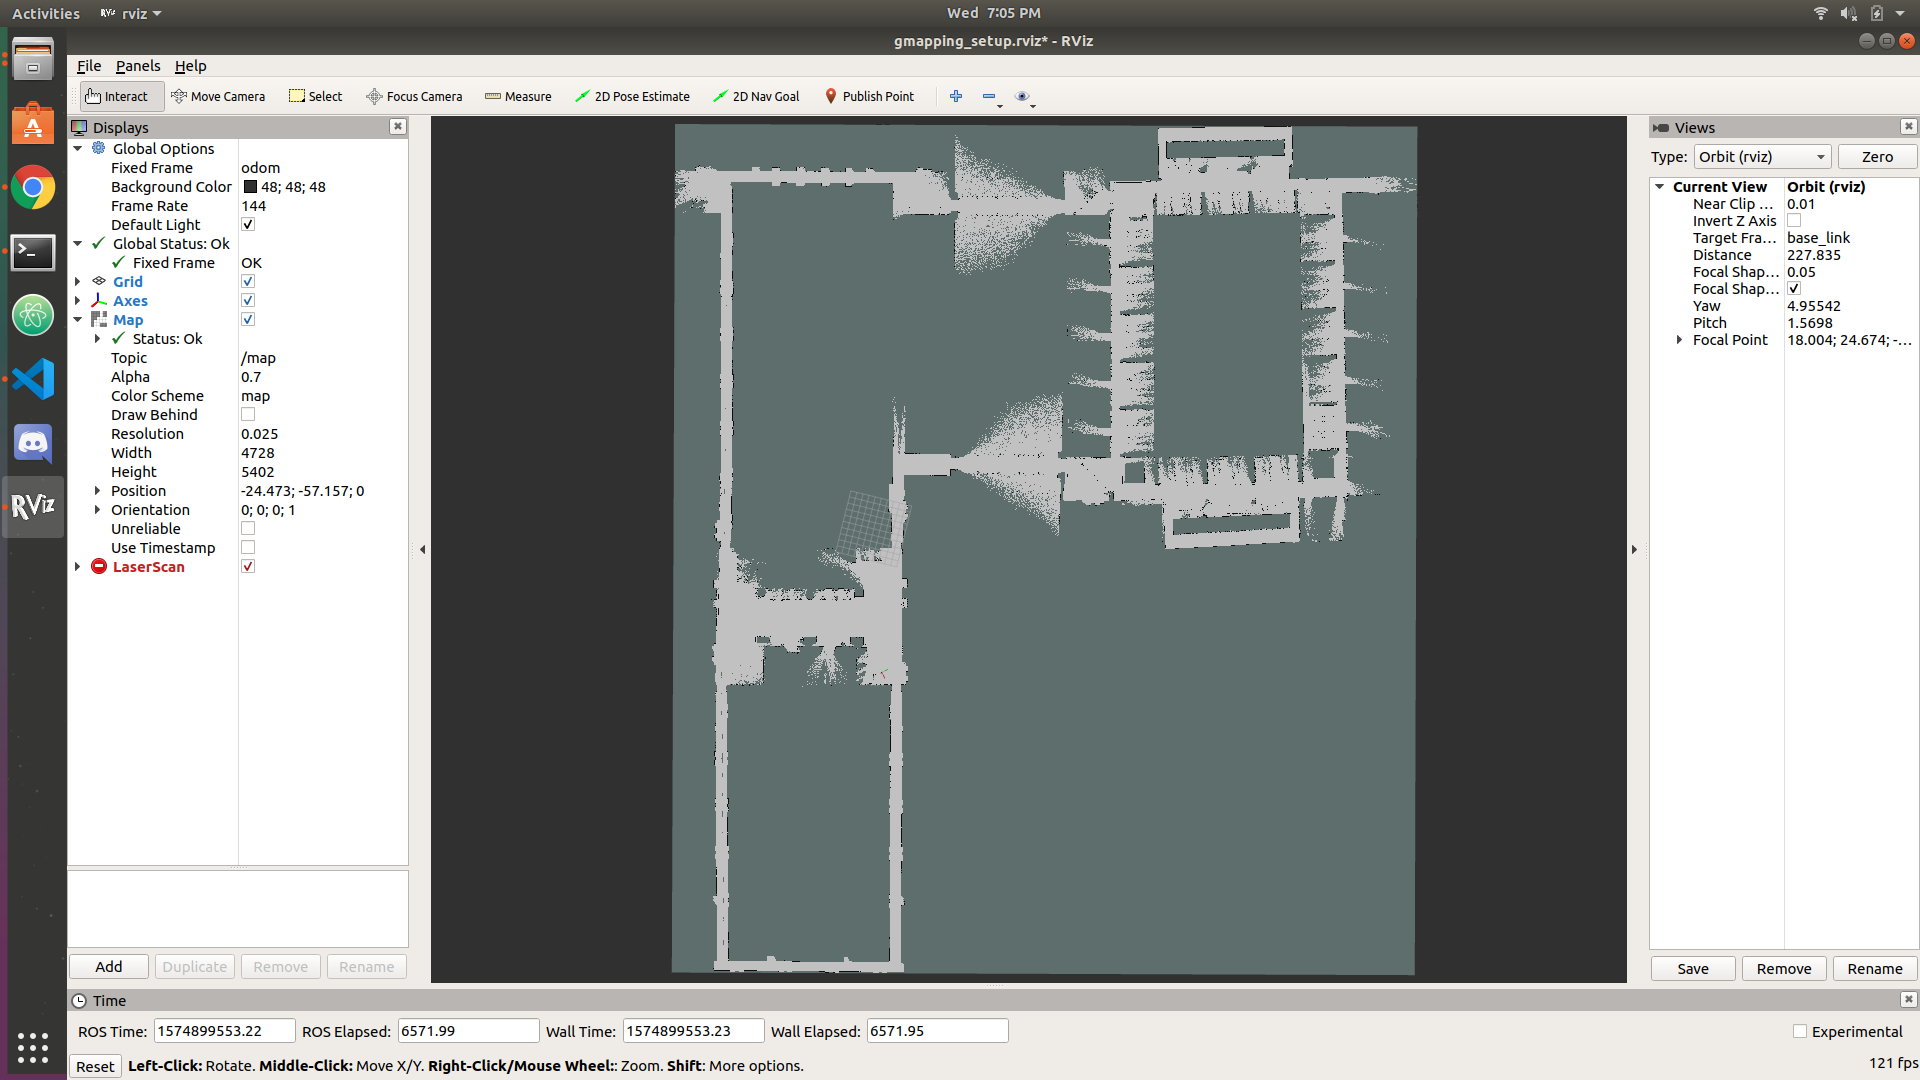 Activities RViz rviz Wed 7:05 PM
gmapping_setup.rviz* - RViz
File Panels Help
Interact Move Camera Select Focus Camera Measure 2D Pose Estimate 2D Nav Goal Publish Point
Displays
Global Options
Fixed Frame odom
Background Color 48; 48; 48
Frame Rate 144
Default Light
Global Status: Ok
Fixed Frame OK
Grid
Axes
Map
Status: Ok
Topic /map
Alpha 0.7
Color Scheme map
Draw Behind
Resolution 0.025
Width 4728
Height 5402
Position -24.473; -57.157; 0
Orientation 0; 0; 0; 1
Unreliable
Use Timestamp
LaserScan
Add Duplicate Remove Rename
RViz
Views
Type: Orbit (rviz) Zero
Current View Orbit (rviz)
Near Clip ... 0.01
Invert Z Axis
Target Fra... base_link
Distance 227.835
Focal Shap... 0.05
Focal Shap...
Yaw 4.95542
Pitch 1.5698
Focal Point 18.004; 24.674; -...
Save Remove Rename
Time
ROS Time: 1574899553.22 ROS Elapsed: 6571.99 Wall Time: 1574899553.23 Wall Elapsed: 6571.95 Experimental
Reset Left-Click: Rotate. Middle-Click: Move X/Y. Right-Click/Mouse Wheel:: Zoom. Shift: More options. 121 fps